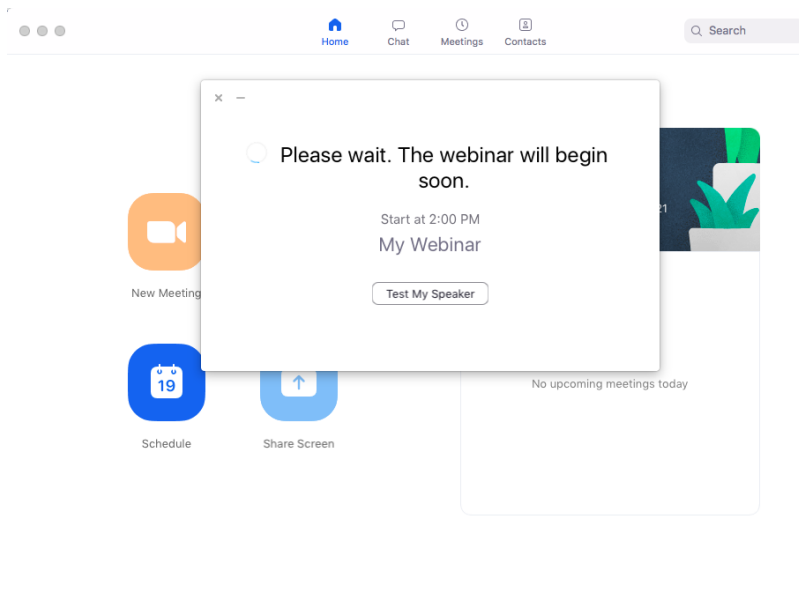 Home
Chat
Meetings
Contacts
Search
Please wait. The webinar will begin
soon.
Start at 2:00 PM
My Webinar
Test My Speaker
21
New Meeting
19
No upcoming meetings today
Schedule
Share Screen